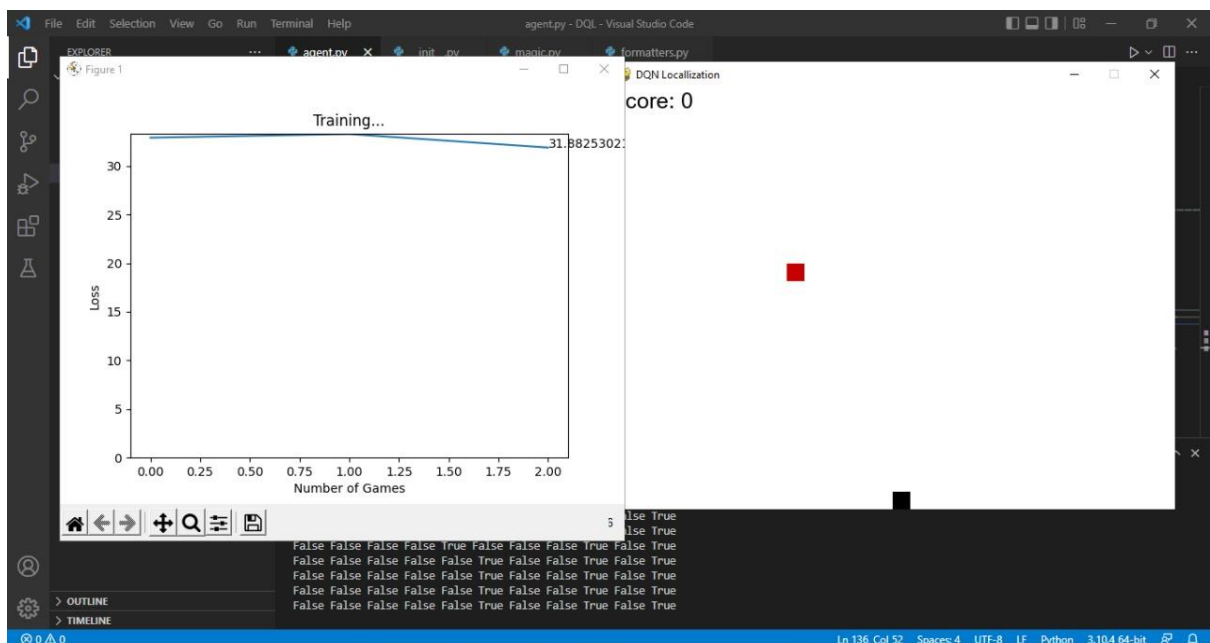 File Edit Selection View Go Run Terminal Help
agent.py - DQL - Visual Studio Code
EXPLORER
agent.py
init .py
magic.py
formatters.py
Figure 1
DQN Locallization
core: 0
Training...
31.88253021
30
25
20
15
10
5
0
Loss
0.00 0.25 0.50 0.75 1.00 1.25 1.50 1.75 2.00
Number of Games
lse True
lse True
False False False False True False False False True False True
False False False False False True False False True False True
False False False False False True False False True False True
False False False False False True False False True False True
False False False False False True False False True False True
OUTLINE
TIMELINE
0 0
Ln 136, Col 52 Spaces: 4 UTF-8 LF Python 3.10.4 64-bit